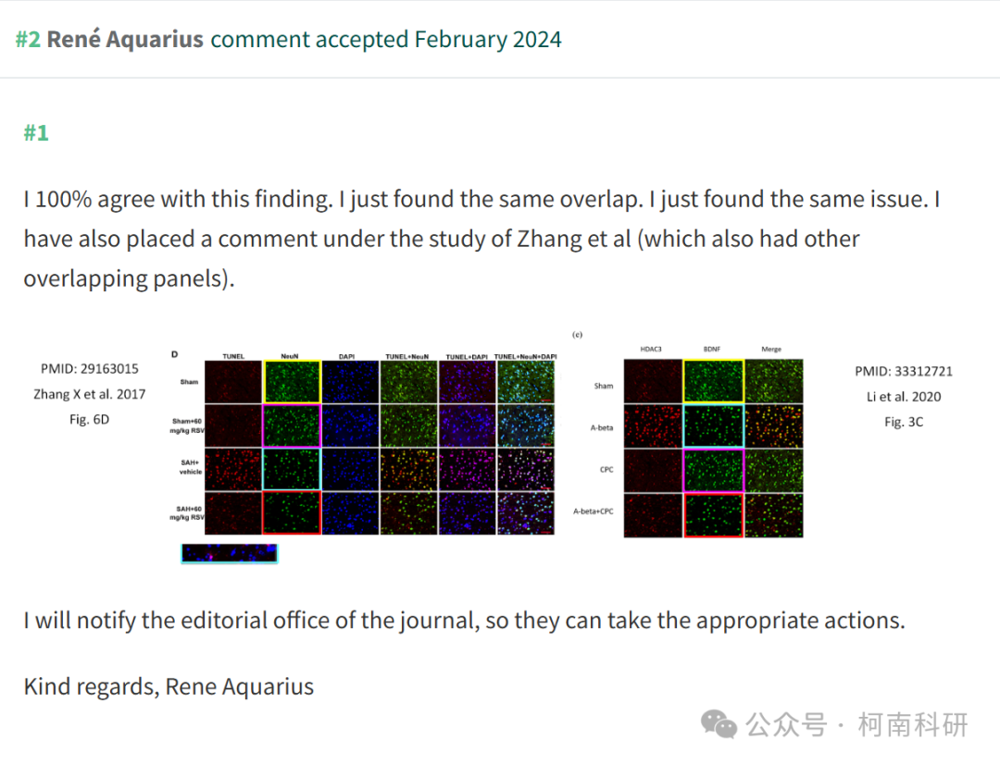 #2 René Aquarius comment accepted February 2024
#1
I 100% agree with this finding. I just found the same overlap. I just found the same issue. I
have also placed a comment under the study of Zhang et al (which also had other
overlapping panels).
PMID: 29163015
Zhang X et al. 2017
Fig. 6D
D
TUNEL NeuN DAPI TUNEL+NeuN TUNEL+DAPI TUNEL+NeuN+DAPI
Sham
Sham+60
mg/kg RSV
SAH+
vehicle
SAH+60
mg/kg RSV
(c)
HDAC3 BDNF Merge
Sham
A-beta
CPC
A-beta+CPC
PMID: 33312721
Li et al. 2020
Fig. 3C
I will notify the editorial office of the journal, so they can take the appropriate actions.
Kind regards, Rene Aquarius
公众号 · 柯南科研